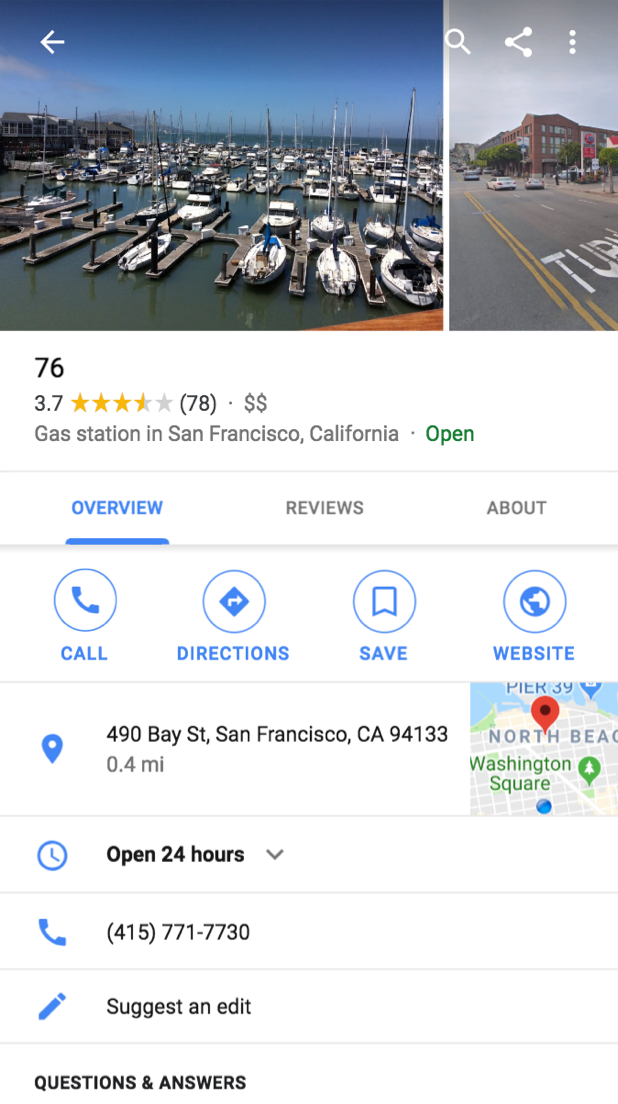 76
3.7 (78) · $$
Gas station in San Francisco, California · Open
OVERVIEW REVIEWS ABOUT
CALL DIRECTIONS SAVE WEBSITE
490 Bay St, San Francisco, CA 94133
0.4 mi
PIER 39
NORTH BEAC
Washington
Square
Open 24 hours
(415) 771-7730
Suggest an edit
QUESTIONS & ANSWERS